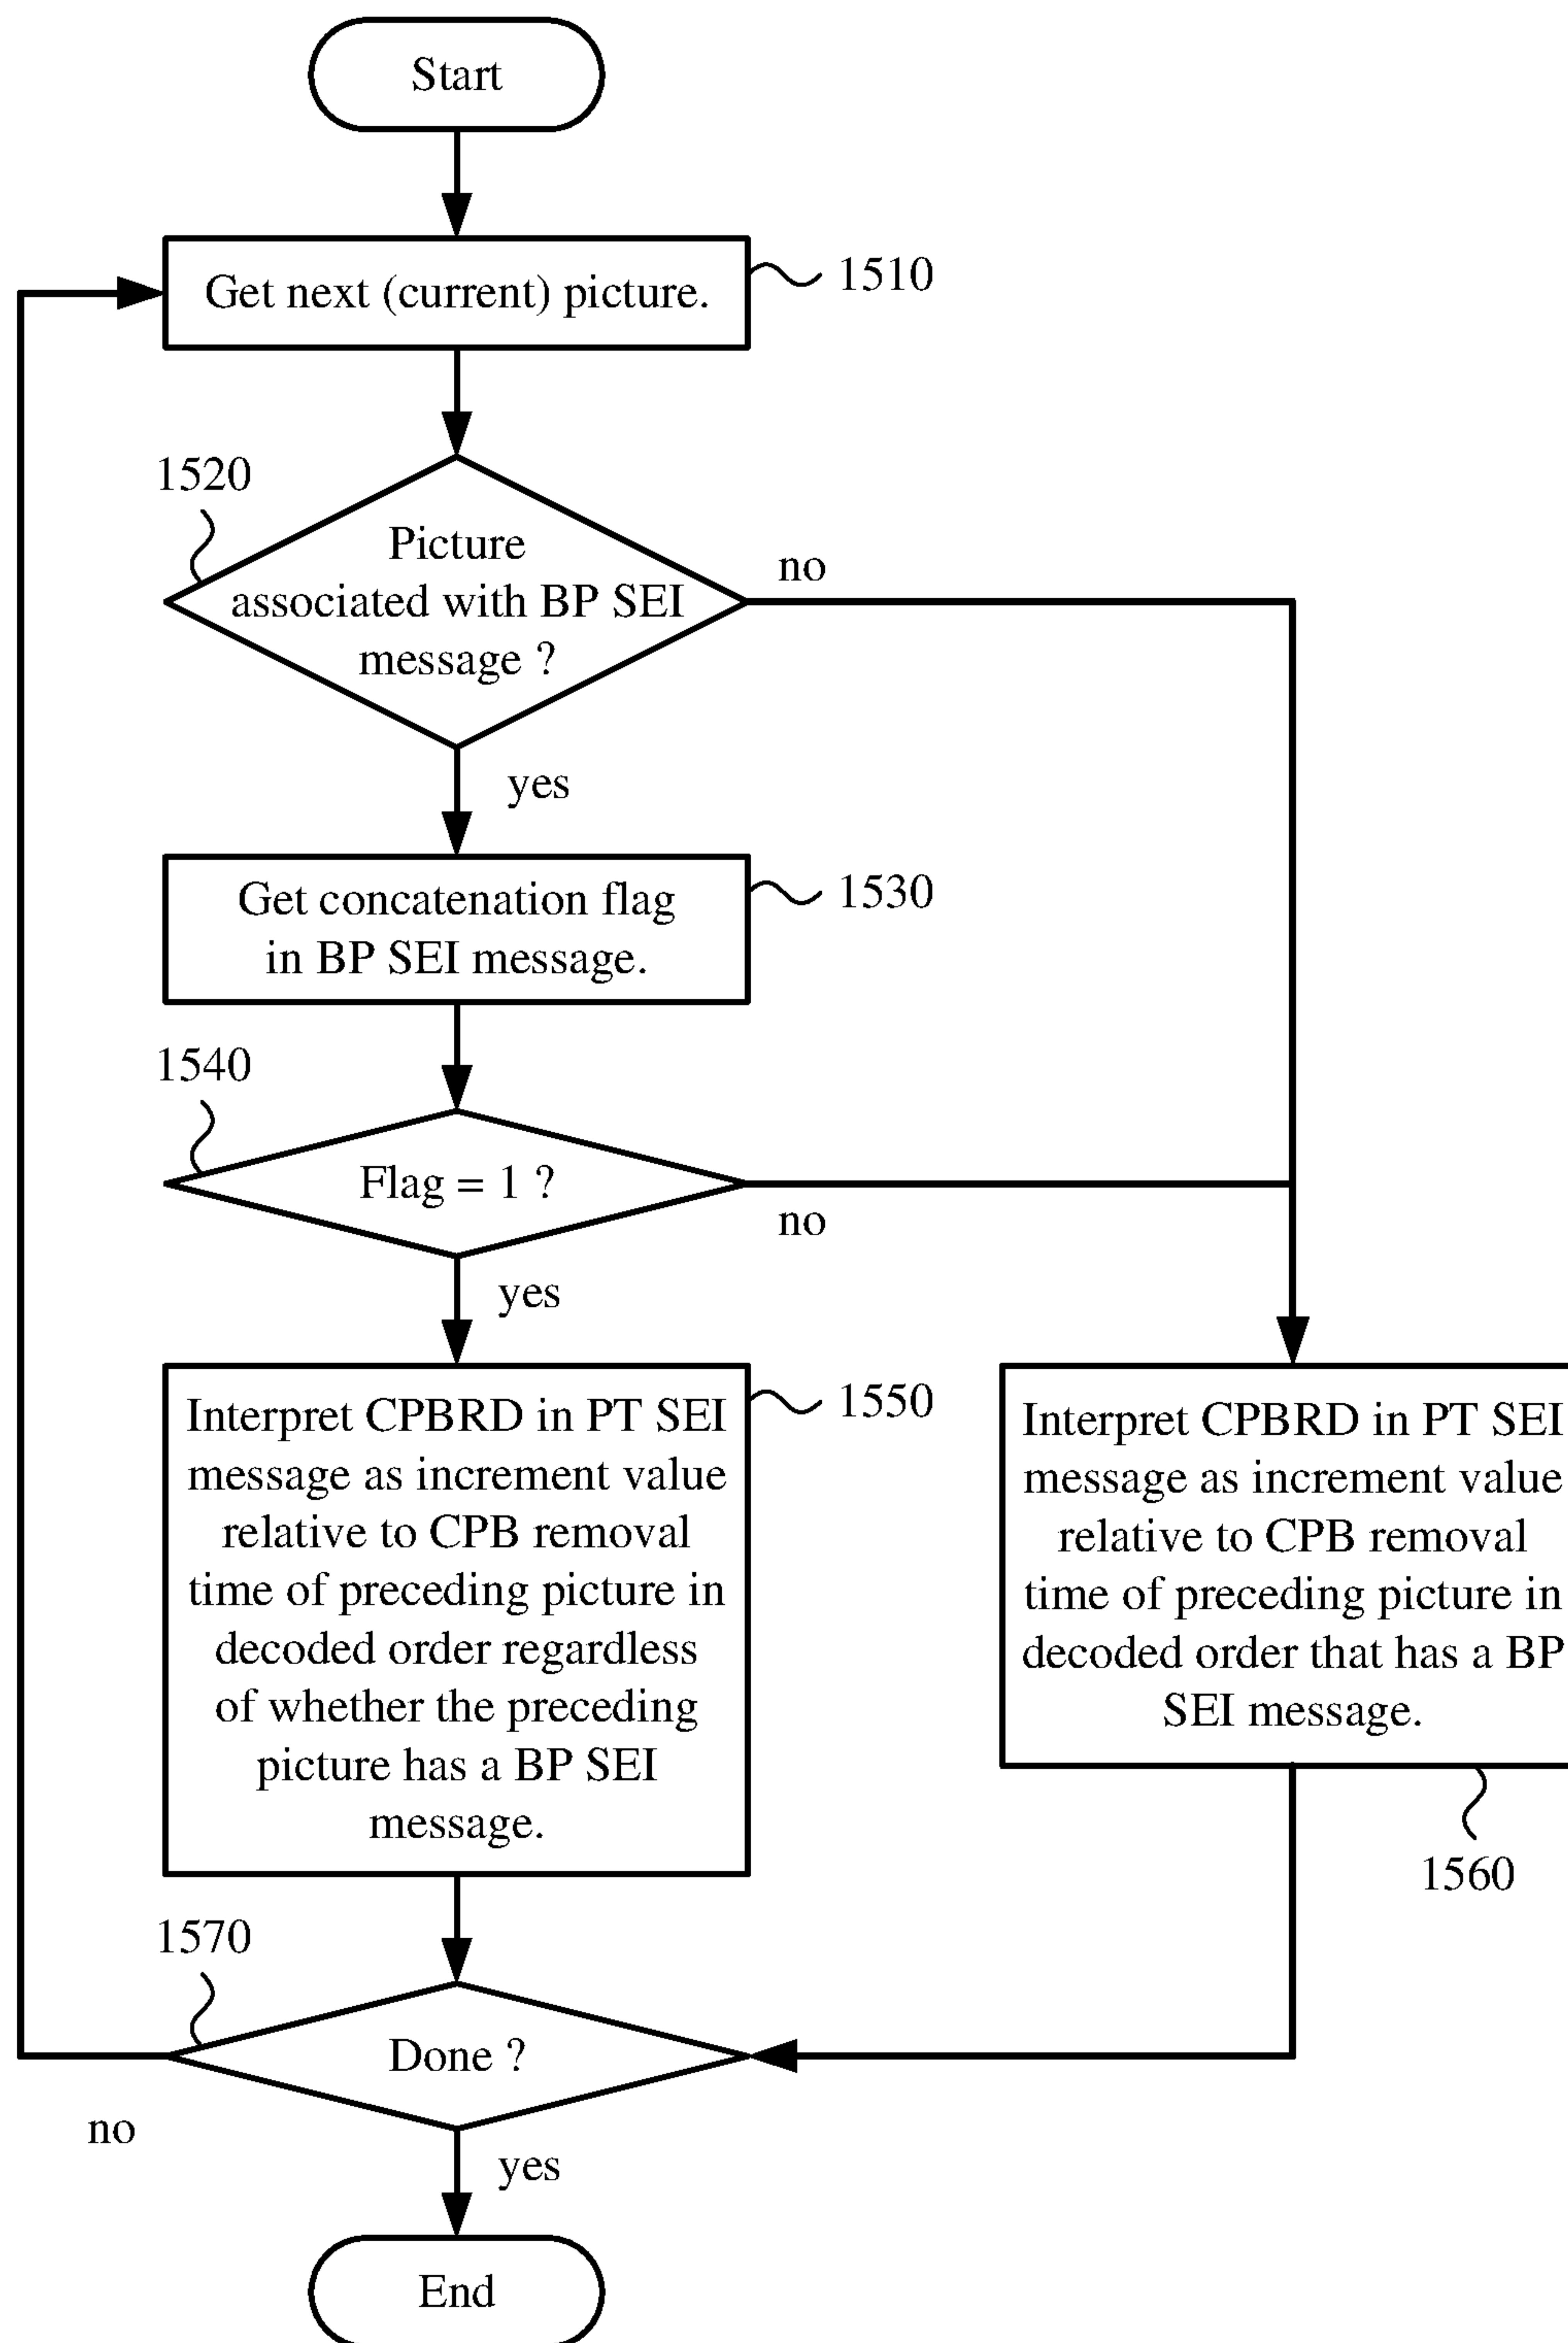 Start
Get next (current) picture.
1510
1520
Picture
associated with BP SEI
message ?
no
yes
Get concatenation flag
in BP SEI message.
1530
1540
Flag = 1 ?
no
yes
Interpret CPBRD in PT SEI
message as increment value
relative to CPB removal
time of preceding picture in
decoded order regardless
of whether the preceding
picture has a BP SEI
message.
1550
Interpret CPBRD in PT SEI
message as increment value
relative to CPB removal
time of preceding picture in
decoded order that has a BP
SEI message.
1560
1570
Done ?
no
yes
End